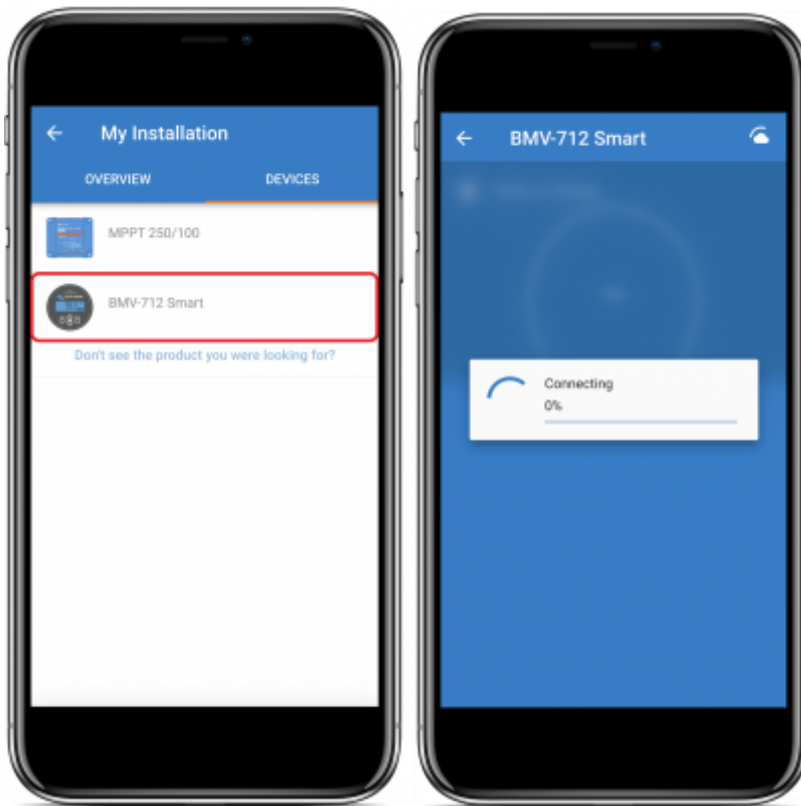 My Installation
OVERVIEW
DEVICES
MPPT 250/100
BMV-712 Smart
Don't see the product you were looking for?
BMV-712 Smart
Connecting
0%